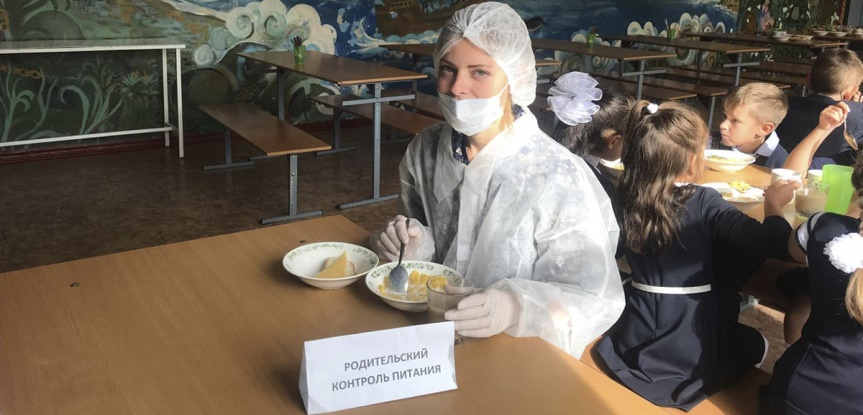 РОДИТЕЛЬСКИЙ
КОНТРОЛЬ ПИТАНИЯ